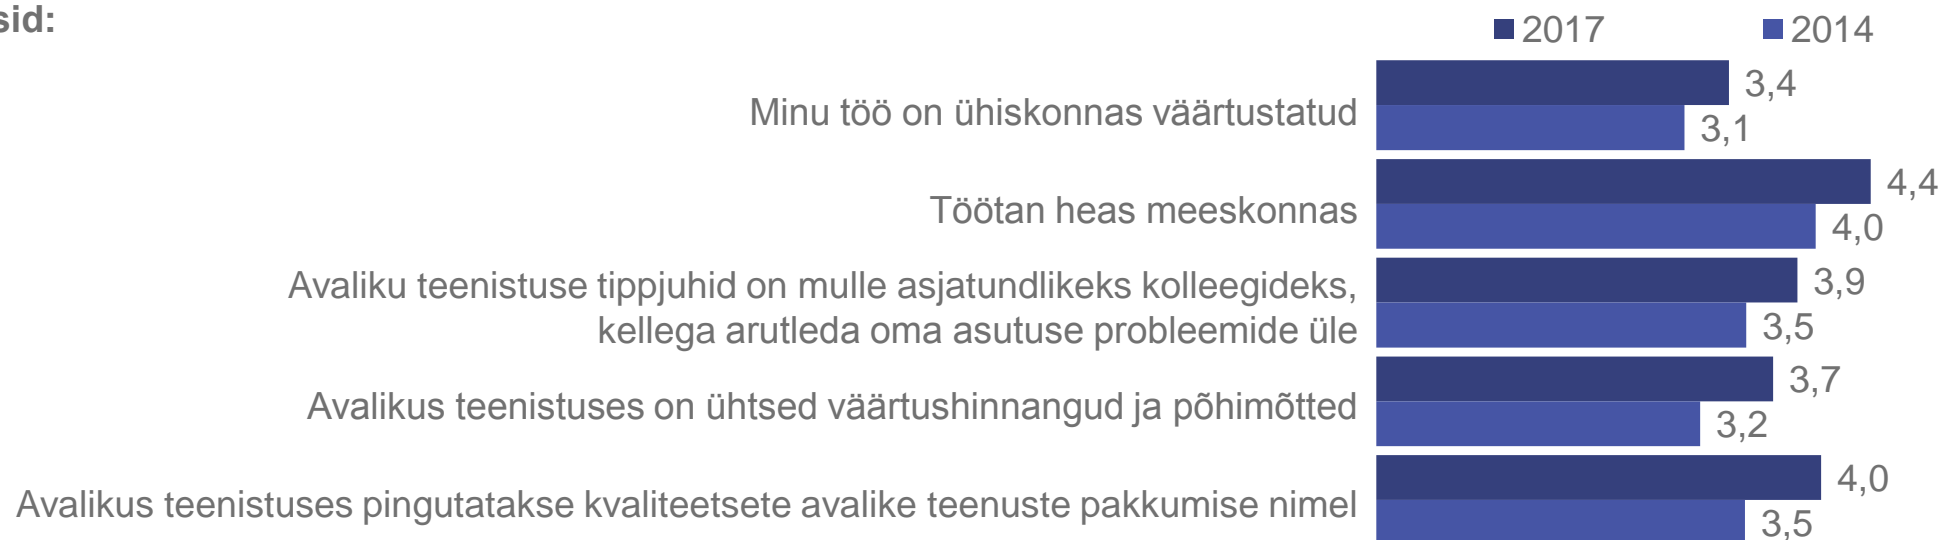 sid:
2017 2014
Minu töö on ühiskonnas väärtustatud
3,4
3,1
Töötan heas meeskonnas
4,4
4,0
Avaliku teenistuse tippjuhid on mulle asjatundlikeks kolleegideks,
kellega arutleda oma asutuse probleemide üle
3,9
3,5
Avalikus teenistuses on ühtsed väärtushinnangud ja põhimõtted
3,7
3,2
Avalikus teenistuses pingutatakse kvaliteetsete avalike teenuste pakkumise nimel
4,0
3,5